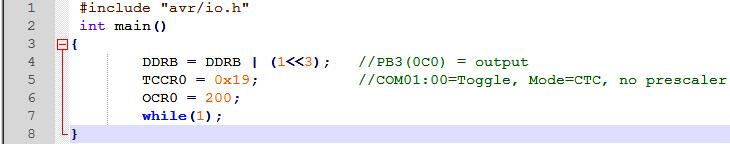 1 #include "avr/io.h"
2 int main()
3 {
4 DDRB = DDRB | (1<<3); //PB3(0C0) = output
5 TCCR0 = 0x19; //COM01:00=Toggle, Mode=CTC, no prescaler
6 OCR0 = 200;
7 while(1);
8 }